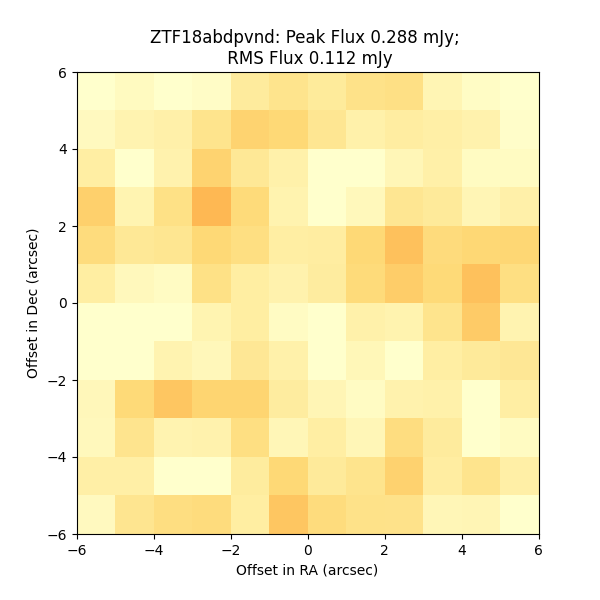 ZTF18abdpvnd: Peak Flux 0.288 mJy;
RMS Flux 0.112 mJy
6
4
2
0
−2
−4
−6
Offset in Dec (arcsec)
−6 −4 −2 0 2 4 6
Offset in RA (arcsec)